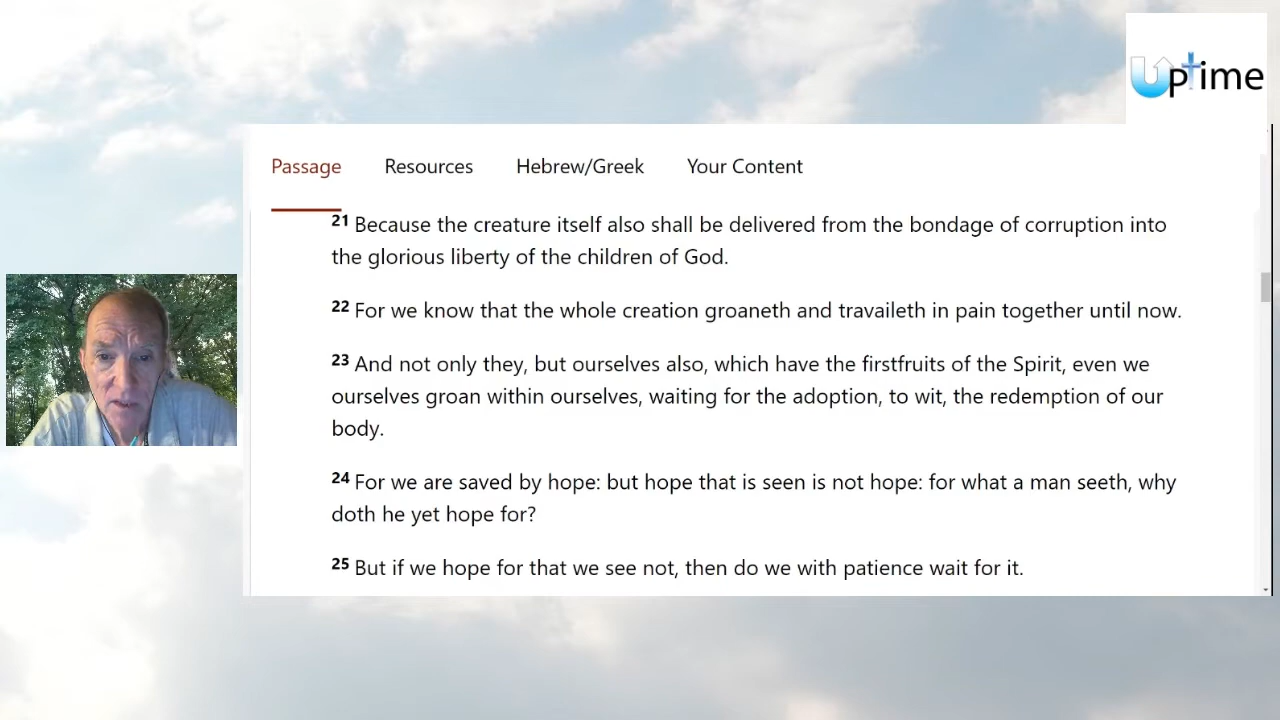 Uptime
Passage Resources Hebrew/Greek Your Content
21 Because the creature itself also shall be delivered from the bondage of corruption into
the glorious liberty of the children of God.
22 For we know that the whole creation groaneth and travaileth in pain together until now.
23 And not only they, but ourselves also, which have the firstfruits of the Spirit, even we
ourselves groan within ourselves, waiting for the adoption, to wit, the redemption of our
body.
24 For we are saved by hope: but hope that is seen is not hope: for what a man seeth, why
doth he yet hope for?
25 But if we hope for that we see not, then do we with patience wait for it.